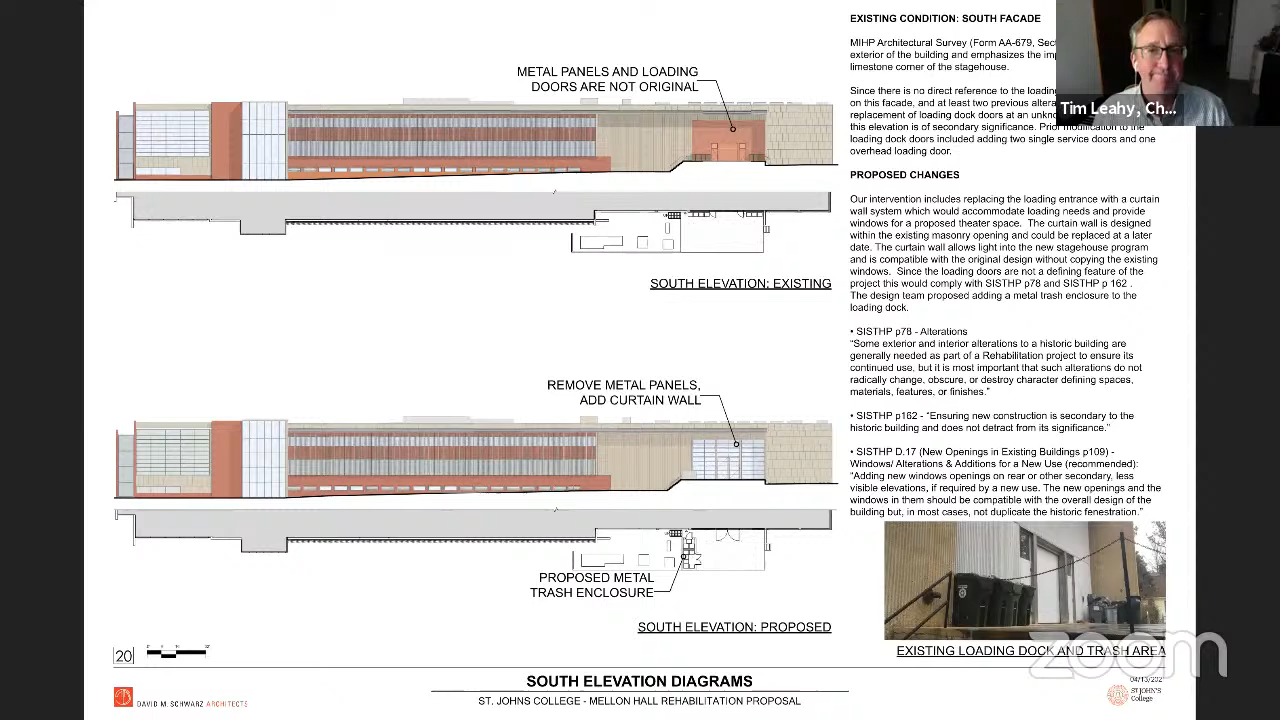 EXISTING CONDITION: SOUTH FACADE
MIHP Architectural Survey (Form AA-679, Sect
exterior of the building and emphasizes the imp
limestone corner of the stagehouse.
Since there is no direct reference to the loading
on this facade, and at least two previous altera
replacement of loading dock doors at an unkno
this elevation is of secondary significance. Prior modification to the
loading dock doors included adding two single service doors and one
overhead loading door.
PROPOSED CHANGES
Our intervention includes replacing the loading entrance with a curtain
wall system which would accommodate loading needs and provide
windows for a proposed theater space. The curtain wall is designed
within the existing masonry opening and could be replaced at a later
date. The curtain wall allows light into the new stagehouse program
and is compatible with the original design without copying the existing
windows. Since the loading doors are not a defining feature of the
project this would comply with SISTHP p78 and SISTHP p 162 .
The design team proposed adding a metal trash enclosure to the
loading dock.
• SISTHP p78 - Alterations
“Some exterior and interior alterations to a historic building are
generally needed as part of a Rehabilitation project to ensure its
continued use, but it is most important that such alterations do not
radically change, obscure, or destroy character defining spaces,
materials, features, or finishes.”
• SISTHP p162 - “Ensuring new construction is secondary to the
historic building and does not detract from its significance.”
• SISTHP D.17 (New Openings in Existing Buildings p109) -
Windows/ Alterations & Additions for a New Use (recommended):
“Adding new windows openings on rear or other secondary, less
visible elevations, if required by a new use. The new openings and the
windows in them should be compatible with the overall design of the
building but, in most cases, not duplicate the historic fenestration.”
Tim Leahy, Ch...
METAL PANELS AND LOADING
DOORS ARE NOT ORIGINAL
SOUTH ELEVATION: EXISTING
REMOVE METAL PANELS,
ADD CURTAIN WALL
PROPOSED METAL
TRASH ENCLOSURE
SOUTH ELEVATION: PROPOSED
EXISTING LOADING DOCK AND TRASH AREA
zoom
20
SOUTH ELEVATION DIAGRAMS
ST. JOHNS COLLEGE - MELLON HALL REHABILITATION PROPOSAL
DAVID M. SCHWARZ ARCHITECTS
04/13/202
ST JOHN'S
College